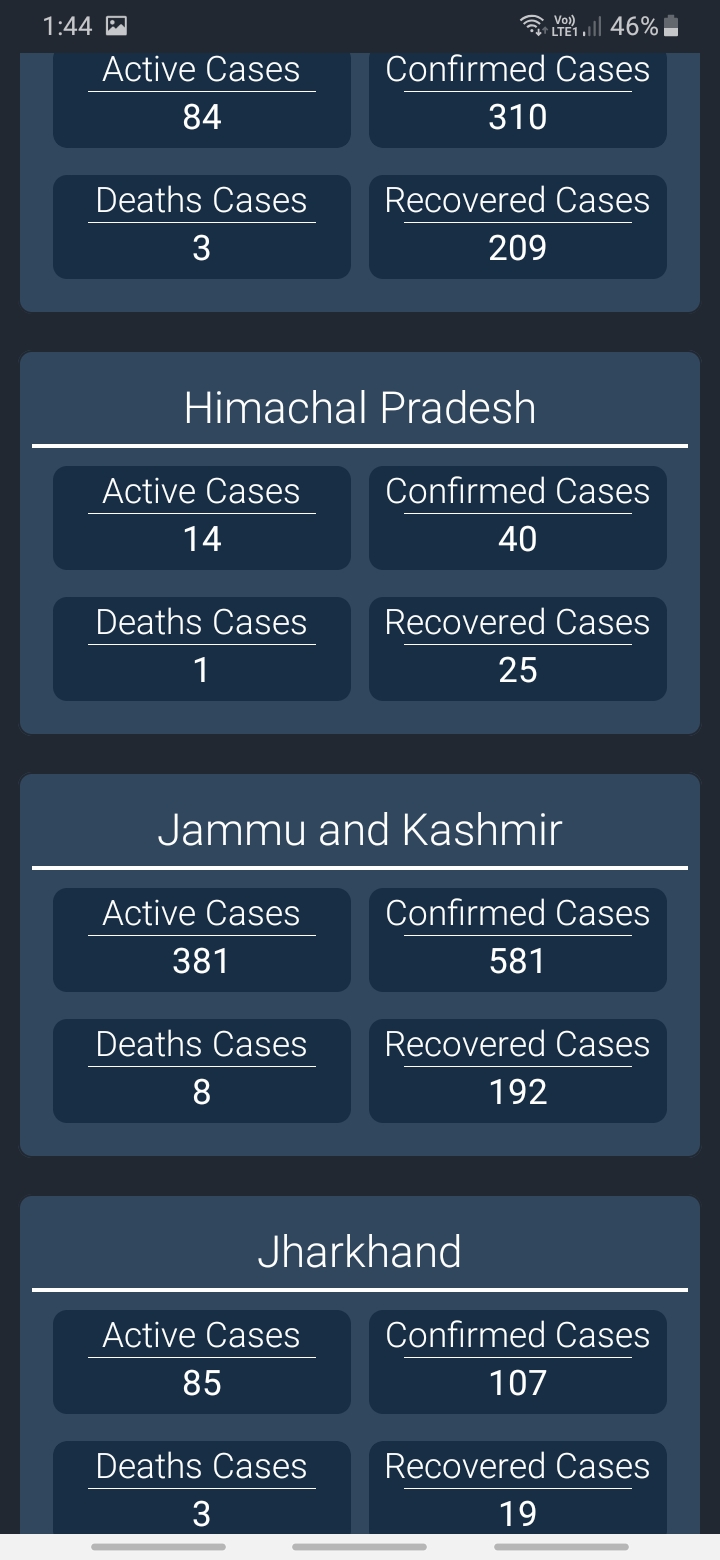 1:44 Vo)) LTE1 46%
Active Cases Confirmed Cases
84 310
Deaths Cases Recovered Cases
3 209
Himachal Pradesh
Active Cases Confirmed Cases
14 40
Deaths Cases Recovered Cases
1 25
Jammu and Kashmir
Active Cases Confirmed Cases
381 581
Deaths Cases Recovered Cases
8 192
Jharkhand
Active Cases Confirmed Cases
85 107
Deaths Cases Recovered Cases
3 19